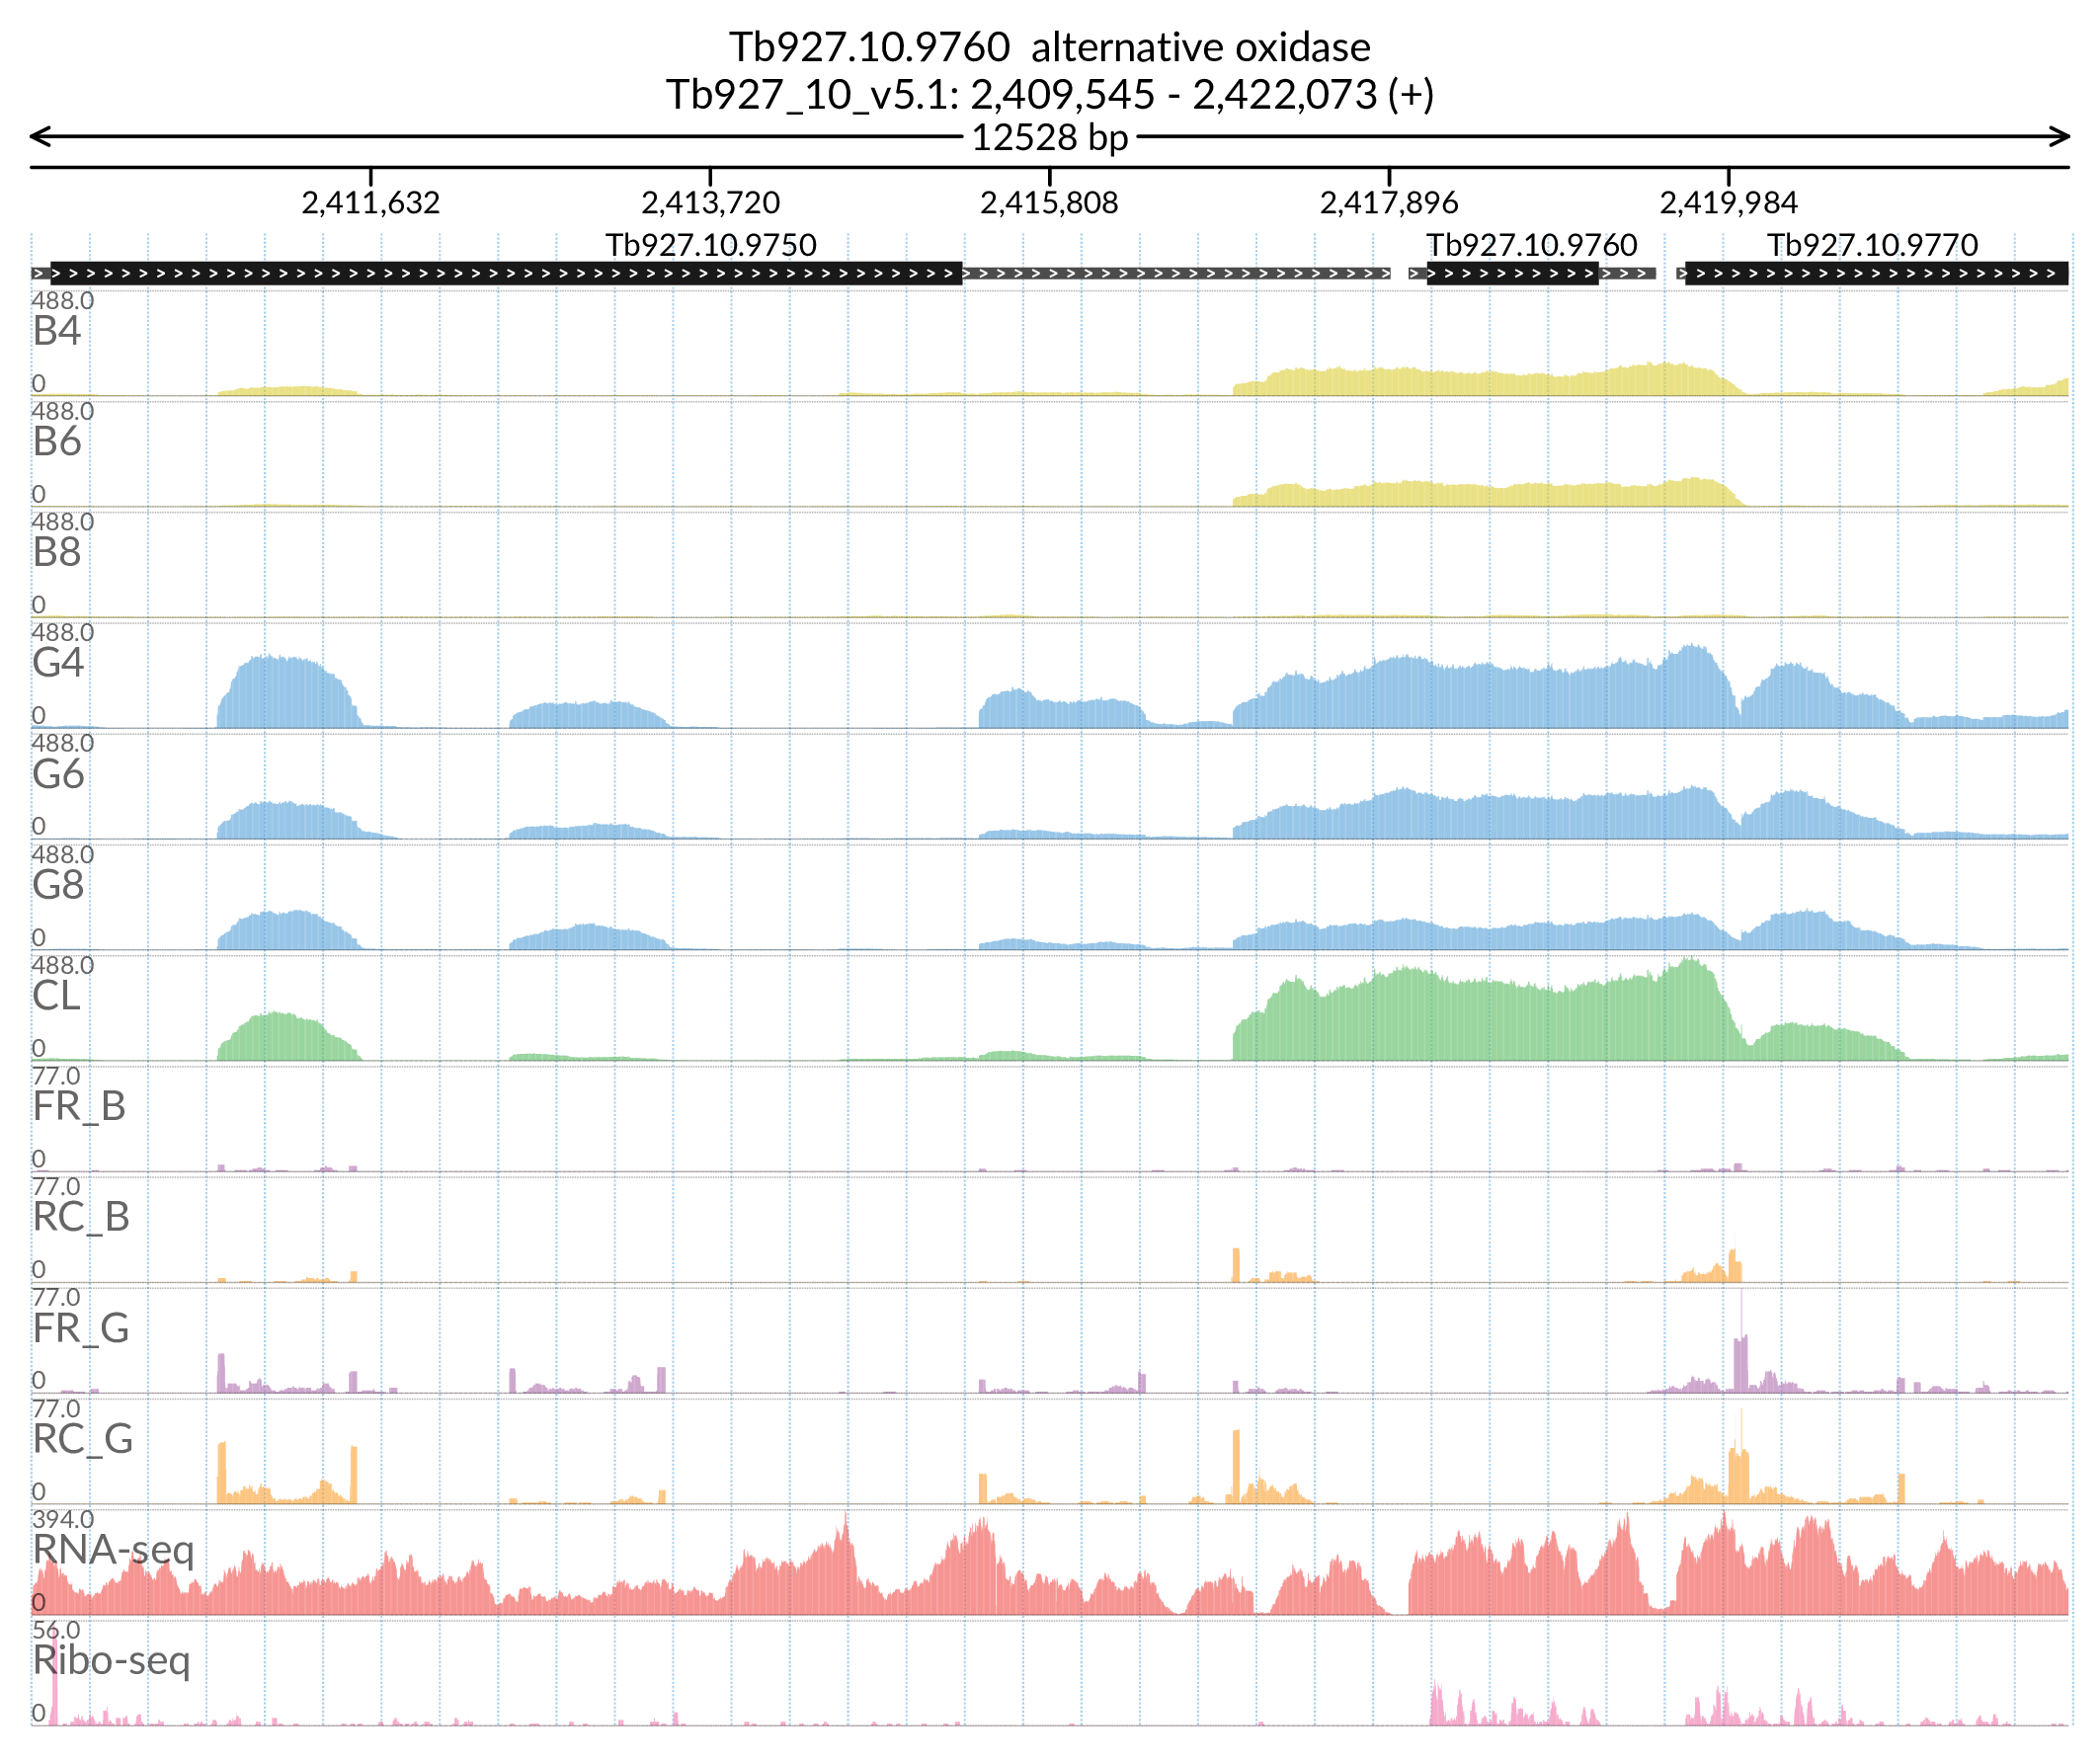 Tb927.10.9760 alternative oxidase
Tb927_10_v5.1: 2,409,545 - 2,422,073 (+)
12528 bp
2,411,632 2,413,720 2,415,808 2,417,896 2,419,984
Tb927.10.9750 Tb927.10.9760 Tb927.10.9770
488.0
B4
0
488.0
B6
0
488.0
B8
0
488.0
G4
0
488.0
G6
0
488.0
G8
0
488.0
CL
0
77.0
FR_B
0
77.0
RC_B
0
77.0
FR_G
0
77.0
RC_G
0
394.0
RNA-seq
0
56.0
Ribo-seq
0